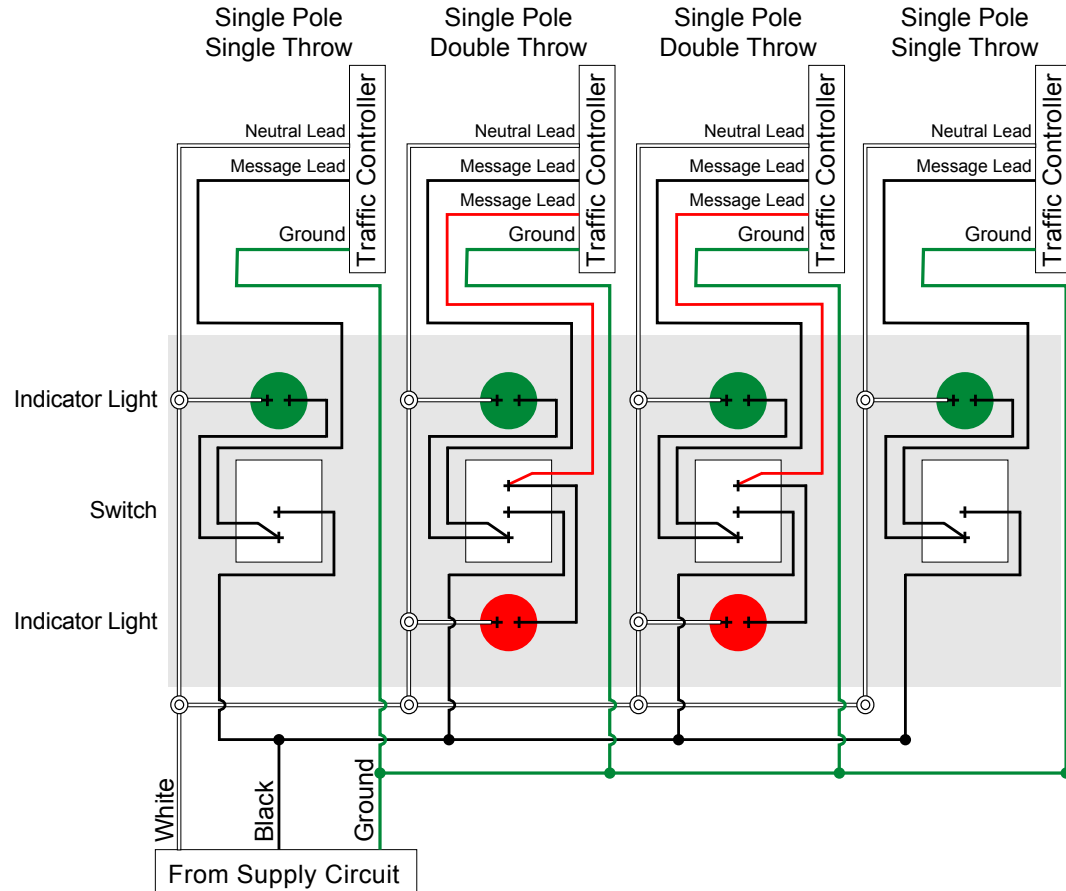 Single Pole
Single Throw
Single Pole
Double Throw
Single Pole
Double Throw
Single Pole
Single Throw
Neutral Lead
Message Lead
Ground
Traffic Controller
Neutral Lead
Message Lead
Message Lead
Ground
Traffic Controller
Neutral Lead
Message Lead
Message Lead
Ground
Traffic Controller
Neutral Lead
Message Lead
Ground
Traffic Controller
Indicator Light
Switch
Indicator Light
White
Black
Ground
From Supply Circuit